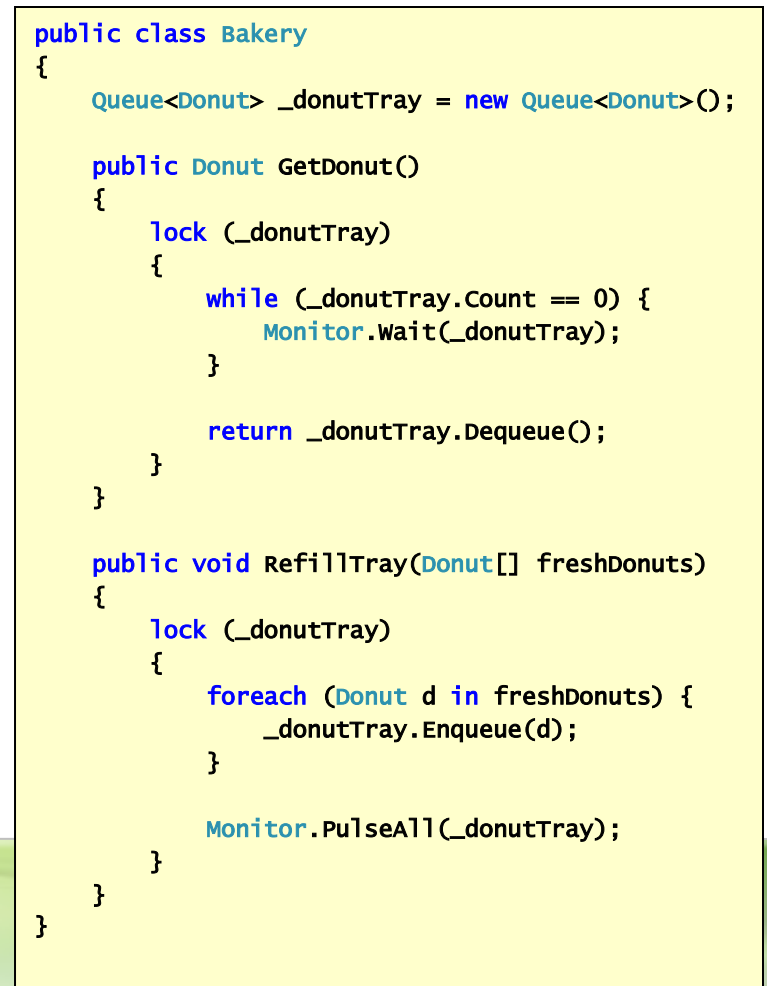 public class Bakery
{
    Queue<Donut> _donutTray = new Queue<Donut>();

    public Donut GetDonut()
    {
        lock (_donutTray)
        {
            while (_donutTray.Count == 0) {
                Monitor.Wait(_donutTray);
            }

            return _donutTray.Dequeue();
        }
    }

    public void RefillTray(Donut[] freshDonuts)
    {
        lock (_donutTray)
        {
            foreach (Donut d in freshDonuts) {
                _donutTray.Enqueue(d);
            }

            Monitor.PulseAll(_donutTray);
        }
    }
}